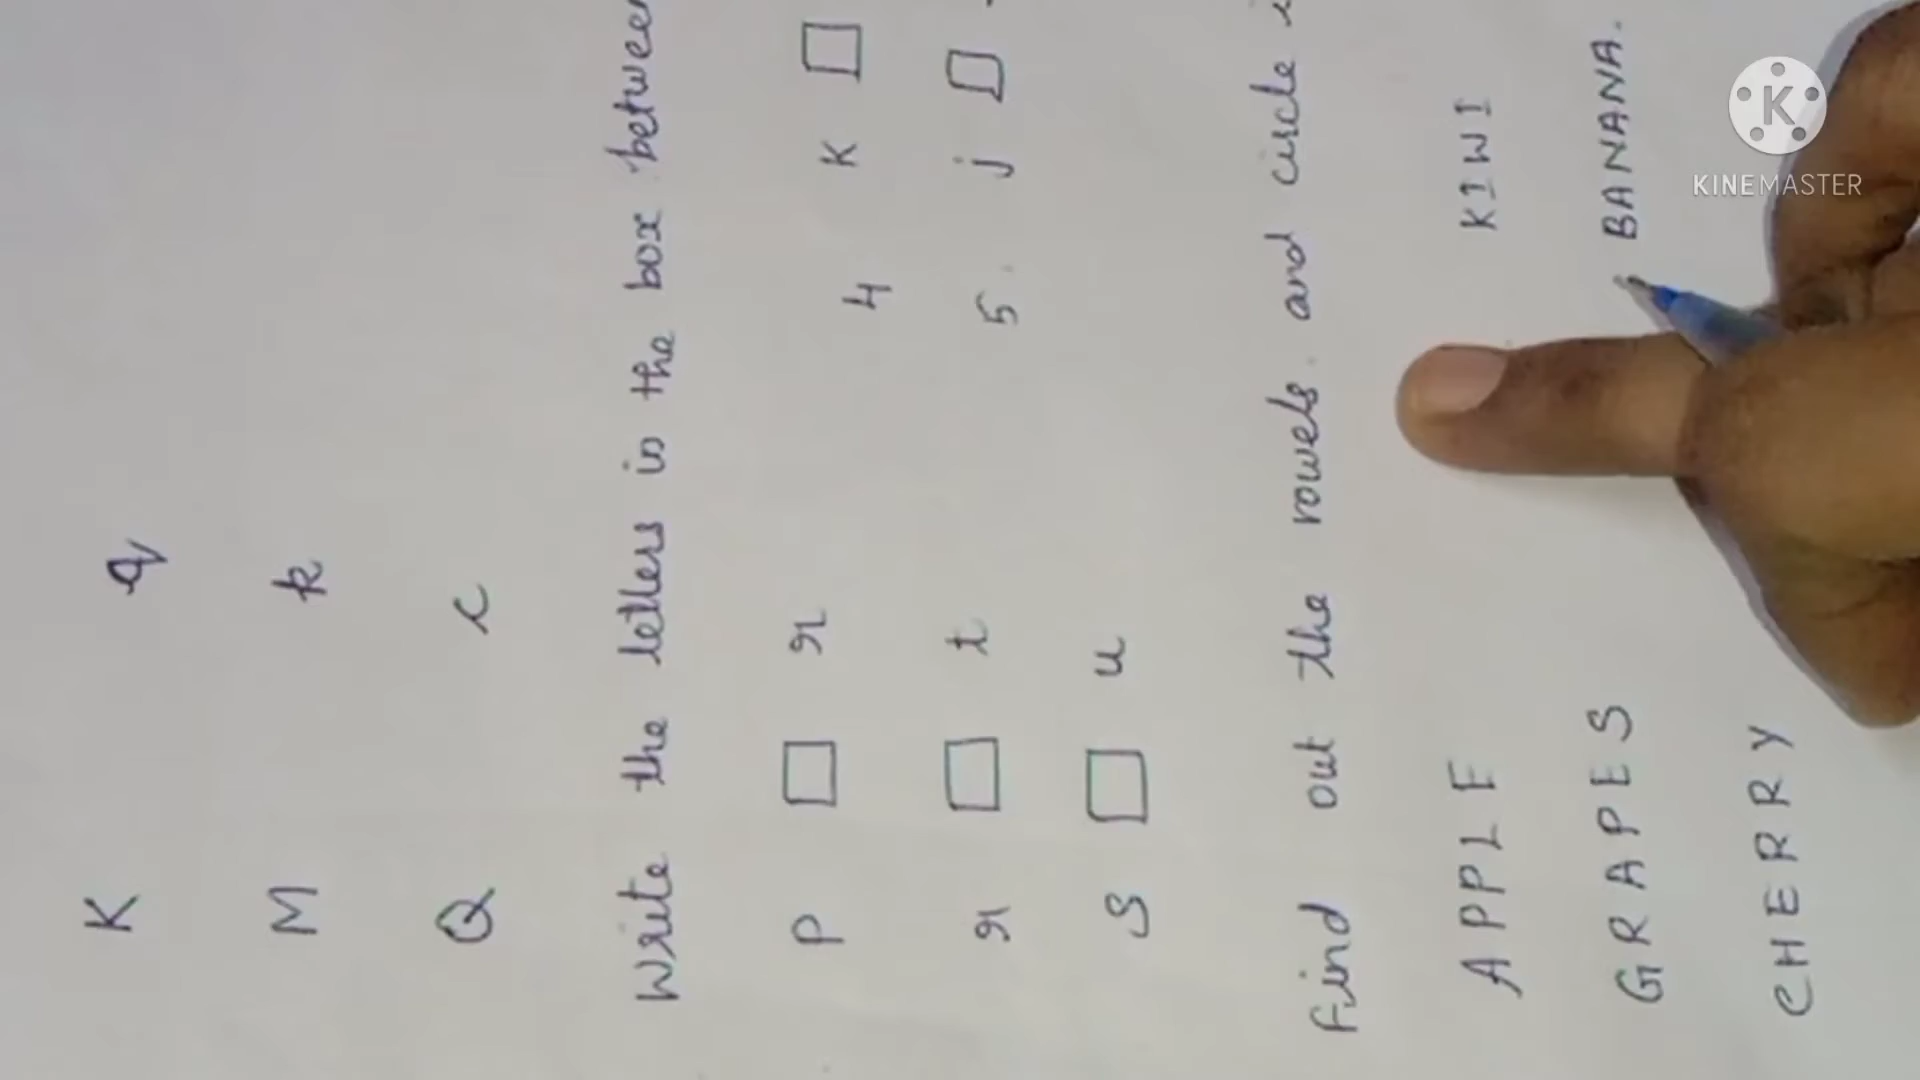 K q
M k
Q c
Write the letters in the box between
P □ r 4 K □
r □ t 5. j □
S □ u
Find out the vowels and circle
APPLE KIWI
GRAPES BANANA.
CHERRY
KINEMASTER